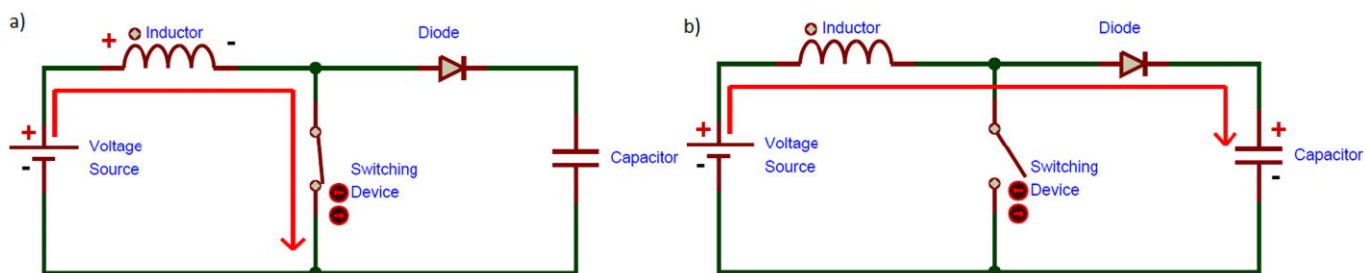 a)
+
Inductor
-
Diode
+
-
Voltage
Source
Switching
Device
Capacitor
b)
Inductor
Diode
+
-
Voltage
Source
Switching
Device
+
-
Capacitor